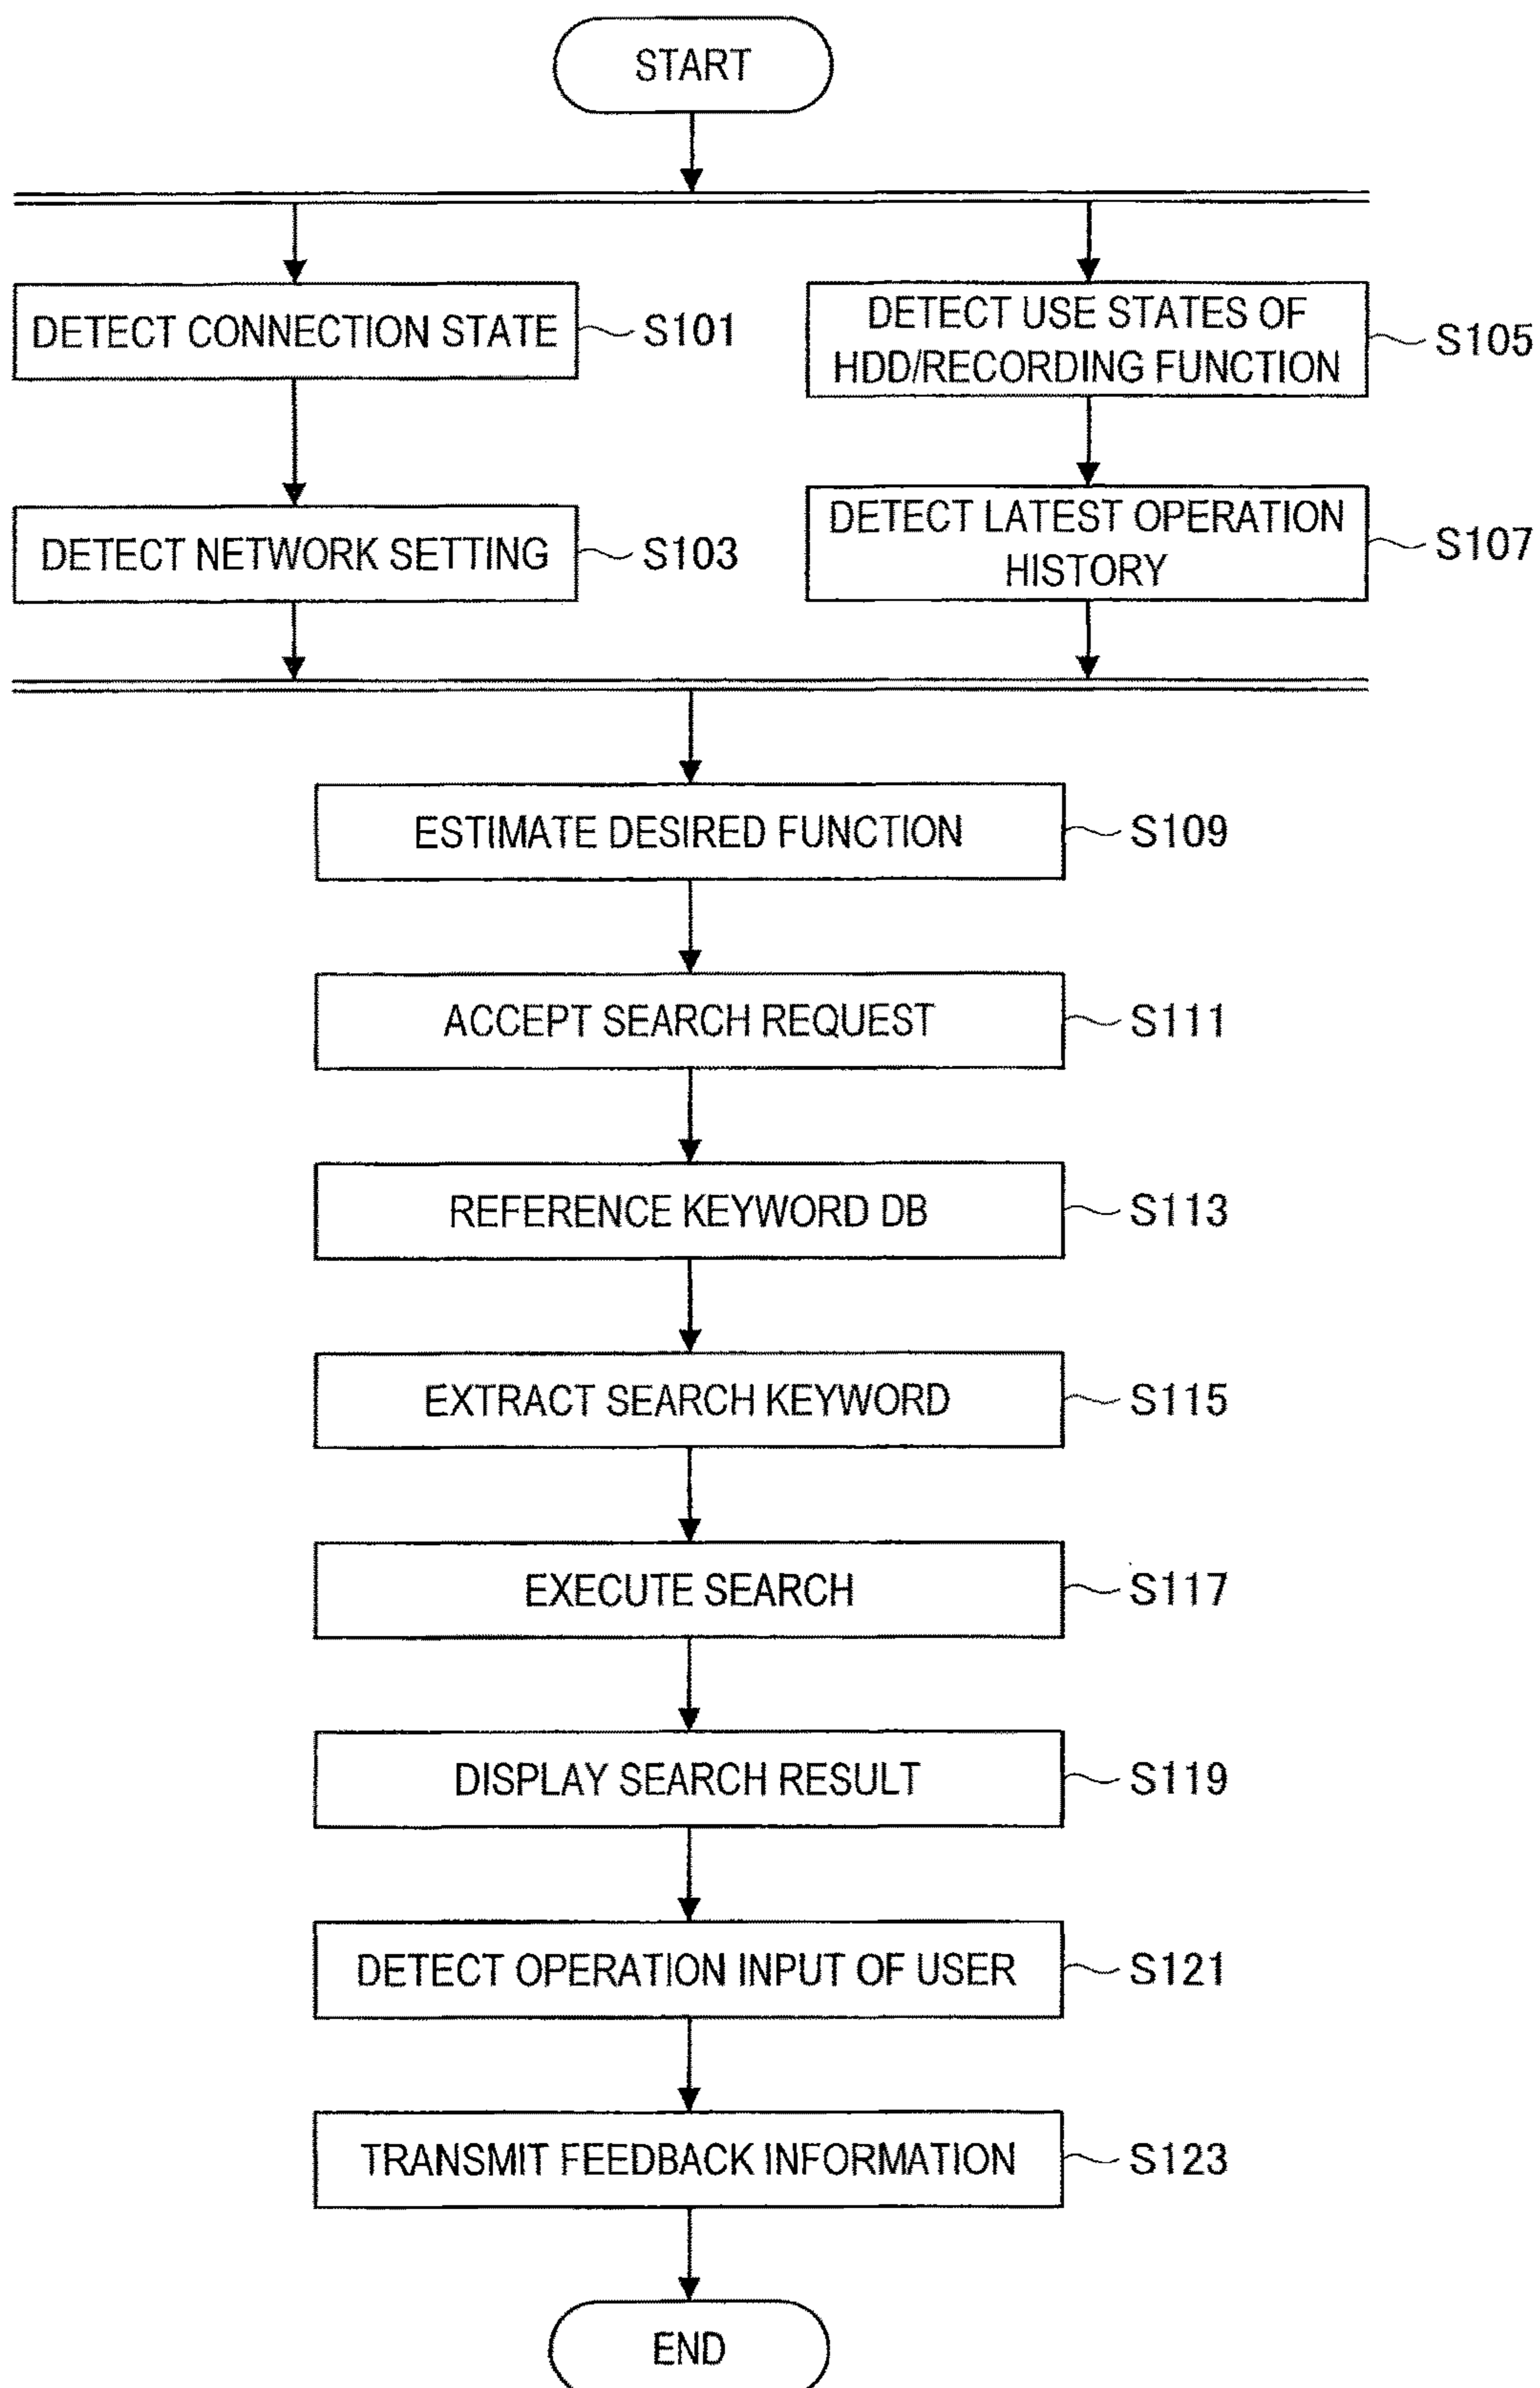 START
DETECT CONNECTION STATE
S101
DETECT USE STATES OF
HDD/RECORDING FUNCTION
S105
DETECT NETWORK SETTING
S103
DETECT LATEST OPERATION
HISTORY
S107
ESTIMATE DESIRED FUNCTION
S109
ACCEPT SEARCH REQUEST
S111
REFERENCE KEYWORD DB
S113
EXTRACT SEARCH KEYWORD
S115
EXECUTE SEARCH
S117
DISPLAY SEARCH RESULT
S119
DETECT OPERATION INPUT OF USER
S121
TRANSMIT FEEDBACK INFORMATION
S123
END